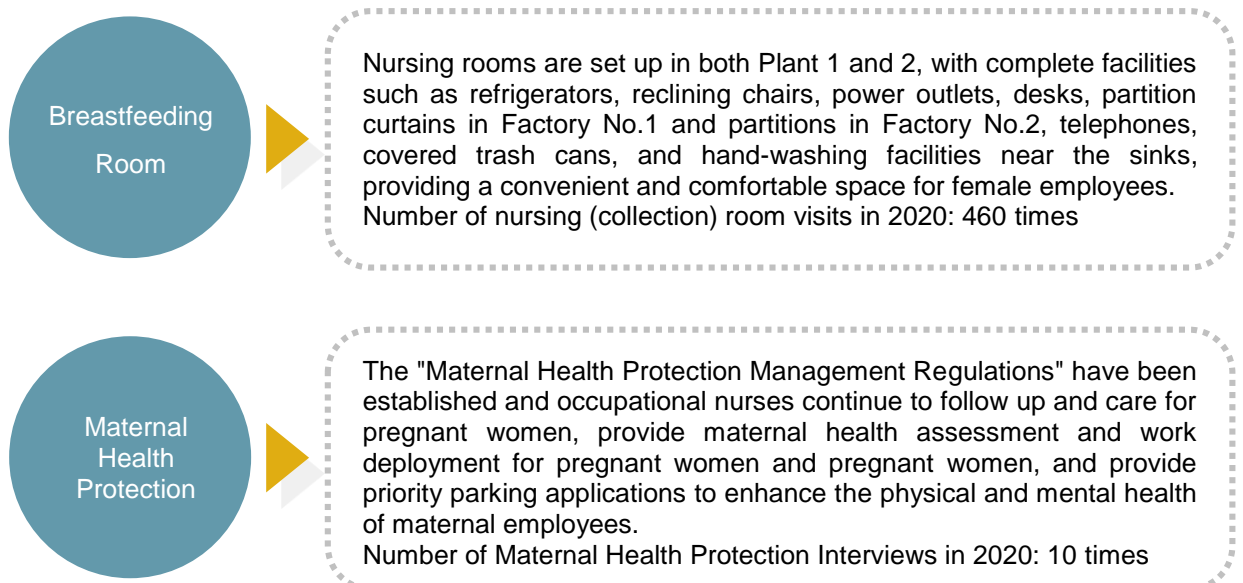 Breastfeeding
Room
Nursing rooms are set up in both Plant 1 and 2, with complete facilities
such as refrigerators, reclining chairs, power outlets, desks, partition
curtains in Factory No.1 and partitions in Factory No.2, telephones,
covered trash cans, and hand-washing facilities near the sinks,
providing a convenient and comfortable space for female employees.
Number of nursing (collection) room visits in 2020: 460 times
Maternal
Health
Protection
The "Maternal Health Protection Management Regulations" have been
established and occupational nurses continue to follow up and care for
pregnant women, provide maternal health assessment and work
deployment for pregnant women and pregnant women, and provide
priority parking applications to enhance the physical and mental health
of maternal employees.
Number of Maternal Health Protection Interviews in 2020: 10 times